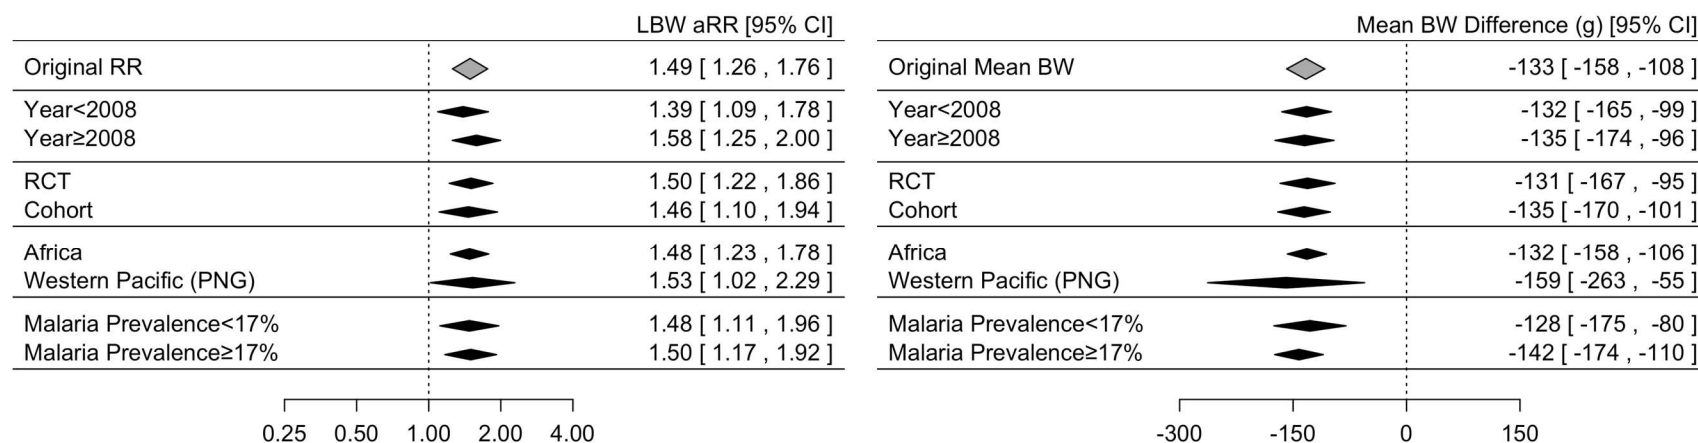 LBW aRR [95% CI]
Original RR 1.49 [ 1.26 , 1.76 ]
Year<2008 1.39 [ 1.09 , 1.78 ]
Year≥2008 1.58 [ 1.25 , 2.00 ]
RCT 1.50 [ 1.22 , 1.86 ]
Cohort 1.46 [ 1.10 , 1.94 ]
Africa 1.48 [ 1.23 , 1.78 ]
Western Pacific (PNG) 1.53 [ 1.02 , 2.29 ]
Malaria Prevalence<17% 1.48 [ 1.11 , 1.96 ]
Malaria Prevalence≥17% 1.50 [ 1.17 , 1.92 ]
0.25 0.50 1.00 2.00 4.00
Mean BW Difference (g) [95% CI]
Original Mean BW -133 [ -158 , -108 ]
Year<2008 -132 [ -165 , -99 ]
Year≥2008 -135 [ -174 , -96 ]
RCT -131 [ -167 , -95 ]
Cohort -135 [ -170 , -101 ]
Africa -132 [ -158 , -106 ]
Western Pacific (PNG) -159 [ -263 , -55 ]
Malaria Prevalence<17% -128 [ -175 , -80 ]
Malaria Prevalence≥17% -142 [ -174 , -110 ]
-300 -150 0 150